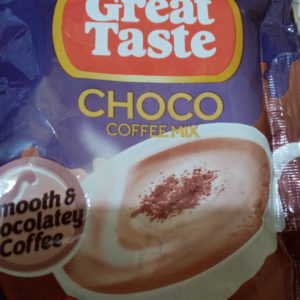 Great
Taste
CHOCO
COFFEE MIX
mooth &
ocolatey
Coffee